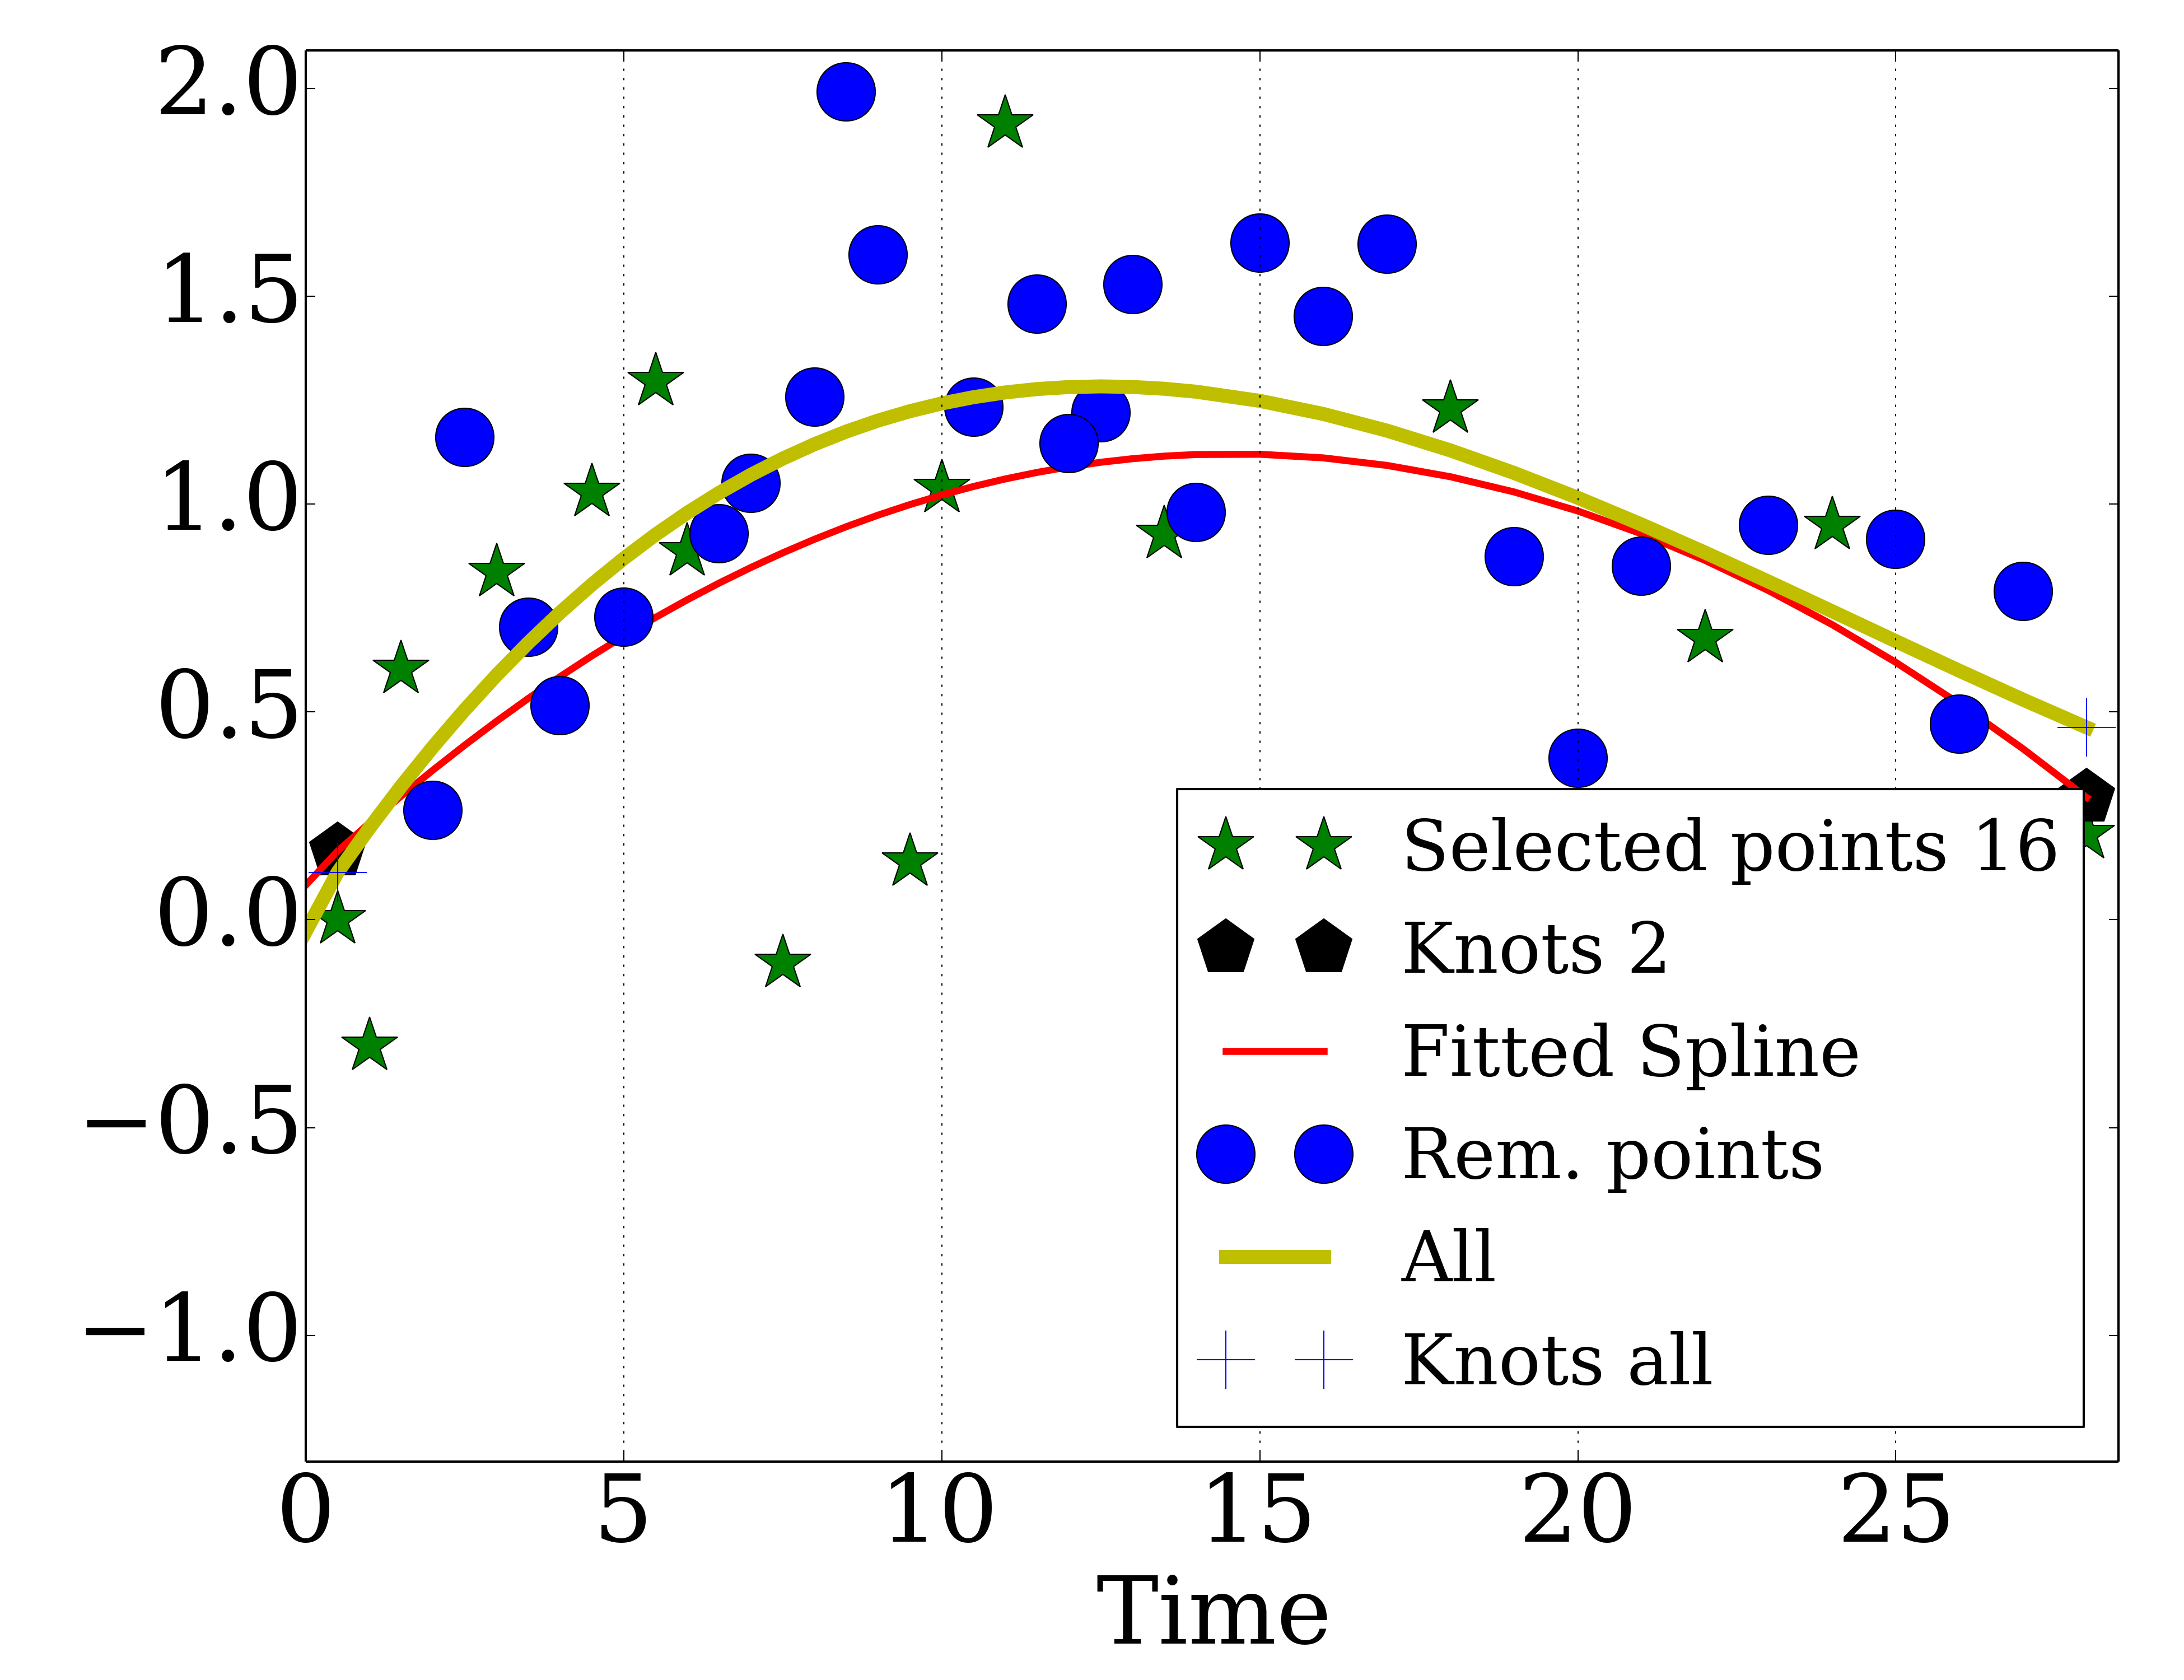 2.0
1.5
1.0
0.5
0.0
−0.5
−1.0
Selected points 16
Knots 2
Fitted Spline
Rem. points
All
Knots all
0 5 10 15 20 25
Time